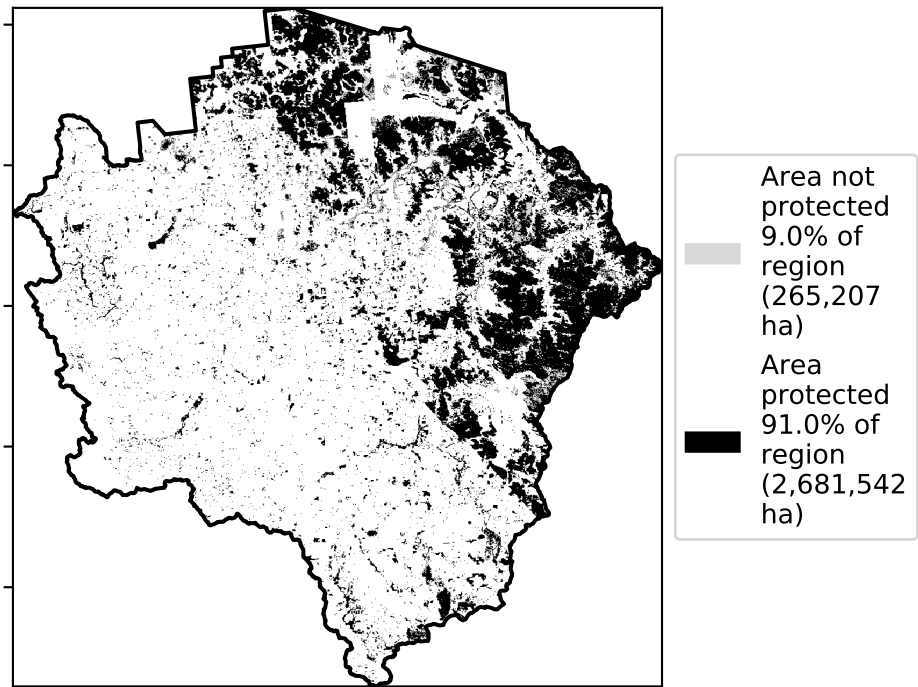 Area not
protected
9.0% of
region
(265,207
ha)
Area
protected
91.0% of
region
(2,681,542
ha)